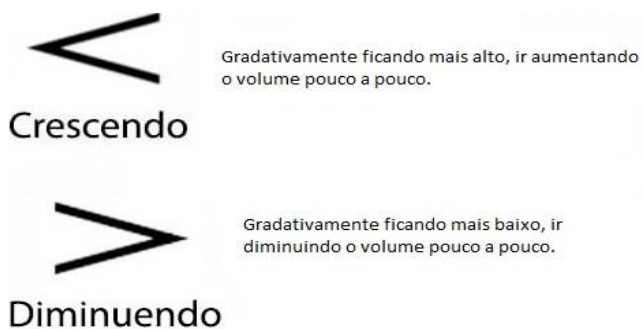 Gradativamente ficando mais alto, ir aumentando
o volume pouco a pouco.
Crescendo
Gradativamente ficando mais baixo, ir
diminuindo o volume pouco a pouco.
Diminuendo